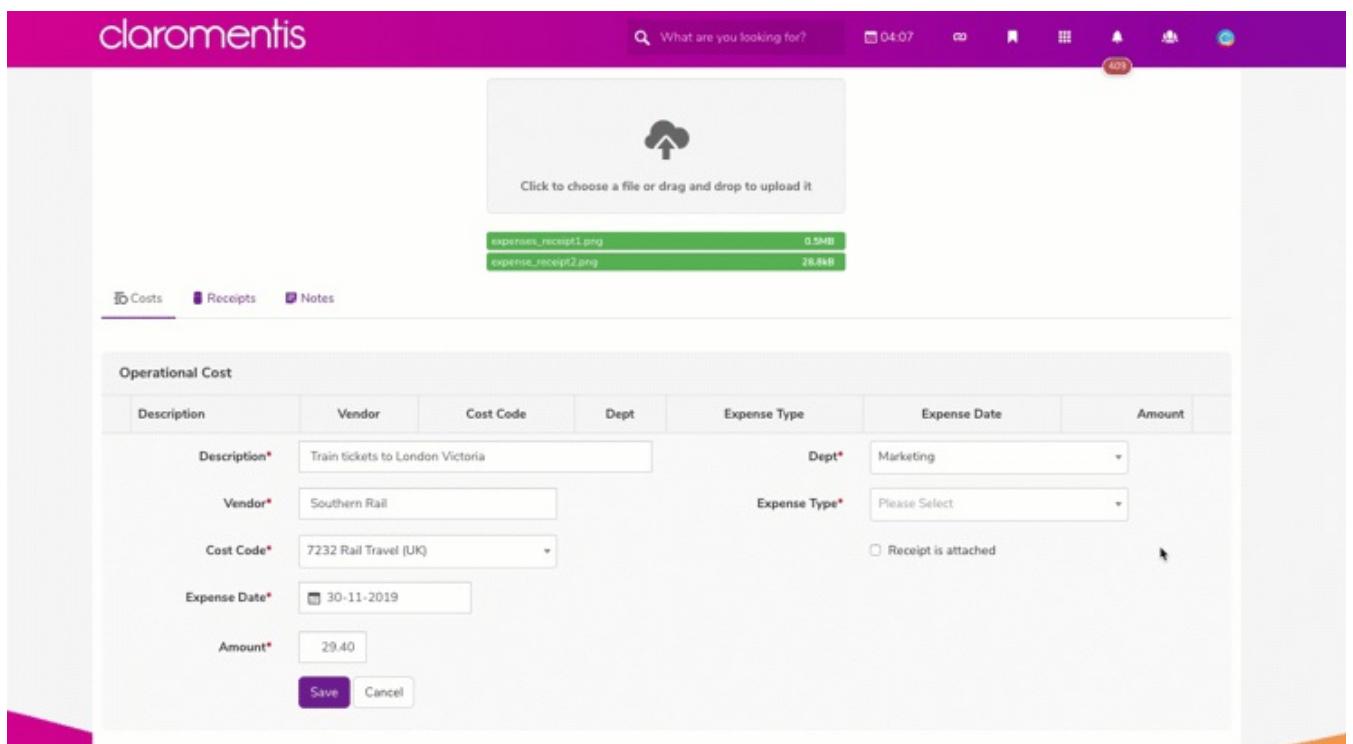 claromentis
What are you looking for?
04:07
403
Click to choose a file or drag and drop to upload it
expenses_receipt1.png 0.5MB
expense_receipt2.png 28.8kB
Costs Receipts Notes
Operational Cost
Description Vendor Cost Code Dept Expense Type Expense Date Amount
Description* Train tickets to London Victoria Dept* Marketing
Vendor* Southern Rail Expense Type* Please Select
Cost Code* 7232 Rail Travel (UK) Receipt is attached
Expense Date* 30-11-2019
Amount* 29.40
Save Cancel